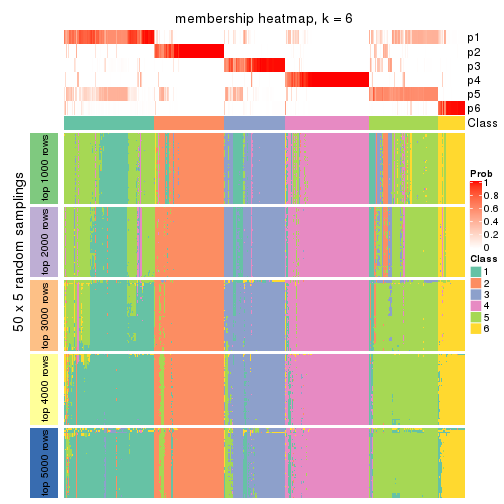 membership heatmap, k = 6
p1
p2
p3
p4
p5
p6
Class
50 x 5 random samplings
top 1000 rows
top 2000 rows
top 3000 rows
top 4000 rows
top 5000 rows
Prob
1
0.8
0.6
0.4
0.2
0
Class
1
2
3
4
5
6